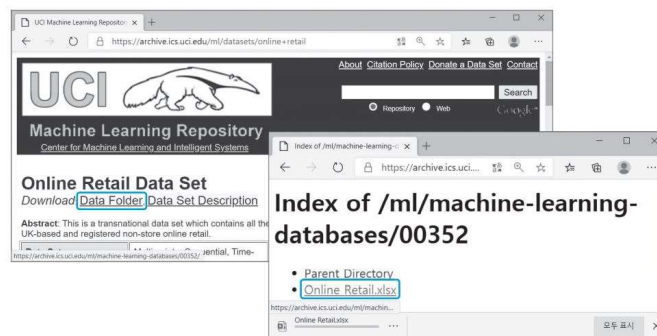 UCI Machine Learning Repository
https://archive.ics.uci.edu/ml/datasets/online+retail
About Citation Policy Donate a Data Set Contact
UCI
Search
Repository Web
Google
Machine Learning Repository
Center for Machine Learning and Intelligent Systems
Online Retail Data Set
Download: Data Folder, Data Set Description
Abstract: This is a transnational data set which contains all the
UK-based and registered non-store online retail.
https://archive.ics.uci.edu/ml/machine-learning-databases/00352/
Index of /ml/machine-learning-c
https://archive.ics.uci....
Index of /ml/machine-learning-
databases/00352
Parent Directory
Online Retail.xlsx
https://archive.ics.uci.edu/ml/machin...
Online Retail.xlsx
모두 표시